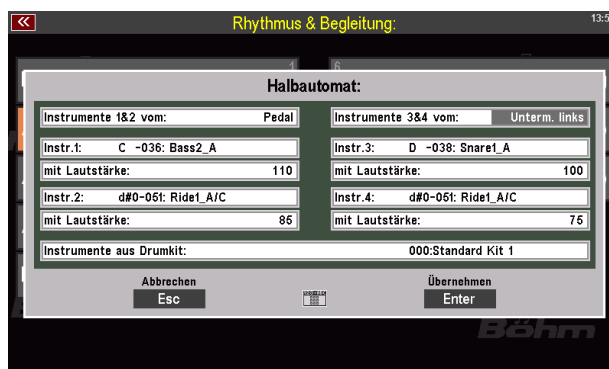 Rhythmus & Begleitung:
13:5
1
6
Halbautomat:
Instrumente 1&2 vom: Pedal
Instrumente 3&4 vom: Unterm. links
Instr.1: C -036: Bass2_A
Instr.3: D -038: Snare1_A
mit Lautstärke: 110
mit Lautstärke: 100
Instr.2: d#0-051: Ride1_A/C
Instr.4: d#0-051: Ride1_A/C
mit Lautstärke: 85
mit Lautstärke: 75
Instrumente aus Drumkit: 000:Standard Kit 1
Abbrechen
Übernehmen
Esc
Enter
Böhm